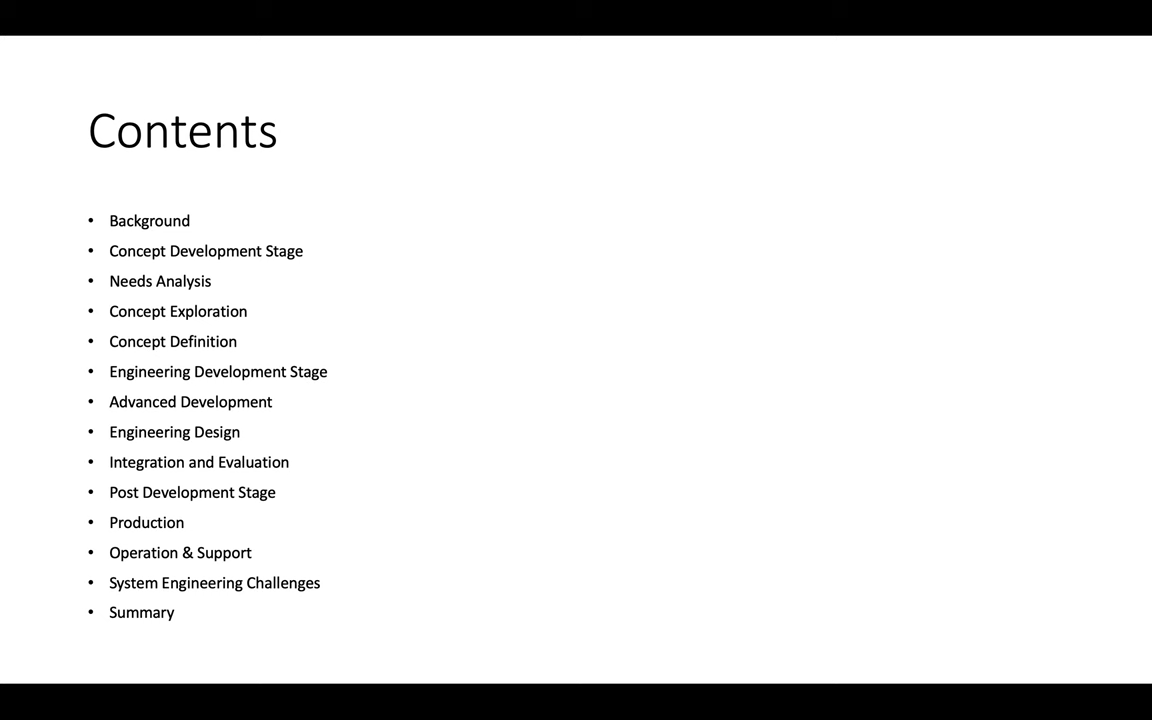 Contents
• Background
• Concept Development Stage
• Needs Analysis
• Concept Exploration
• Concept Definition
• Engineering Development Stage
• Advanced Development
• Engineering Design
• Integration and Evaluation
• Post Development Stage
• Production
• Operation & Support
• System Engineering Challenges
• Summary